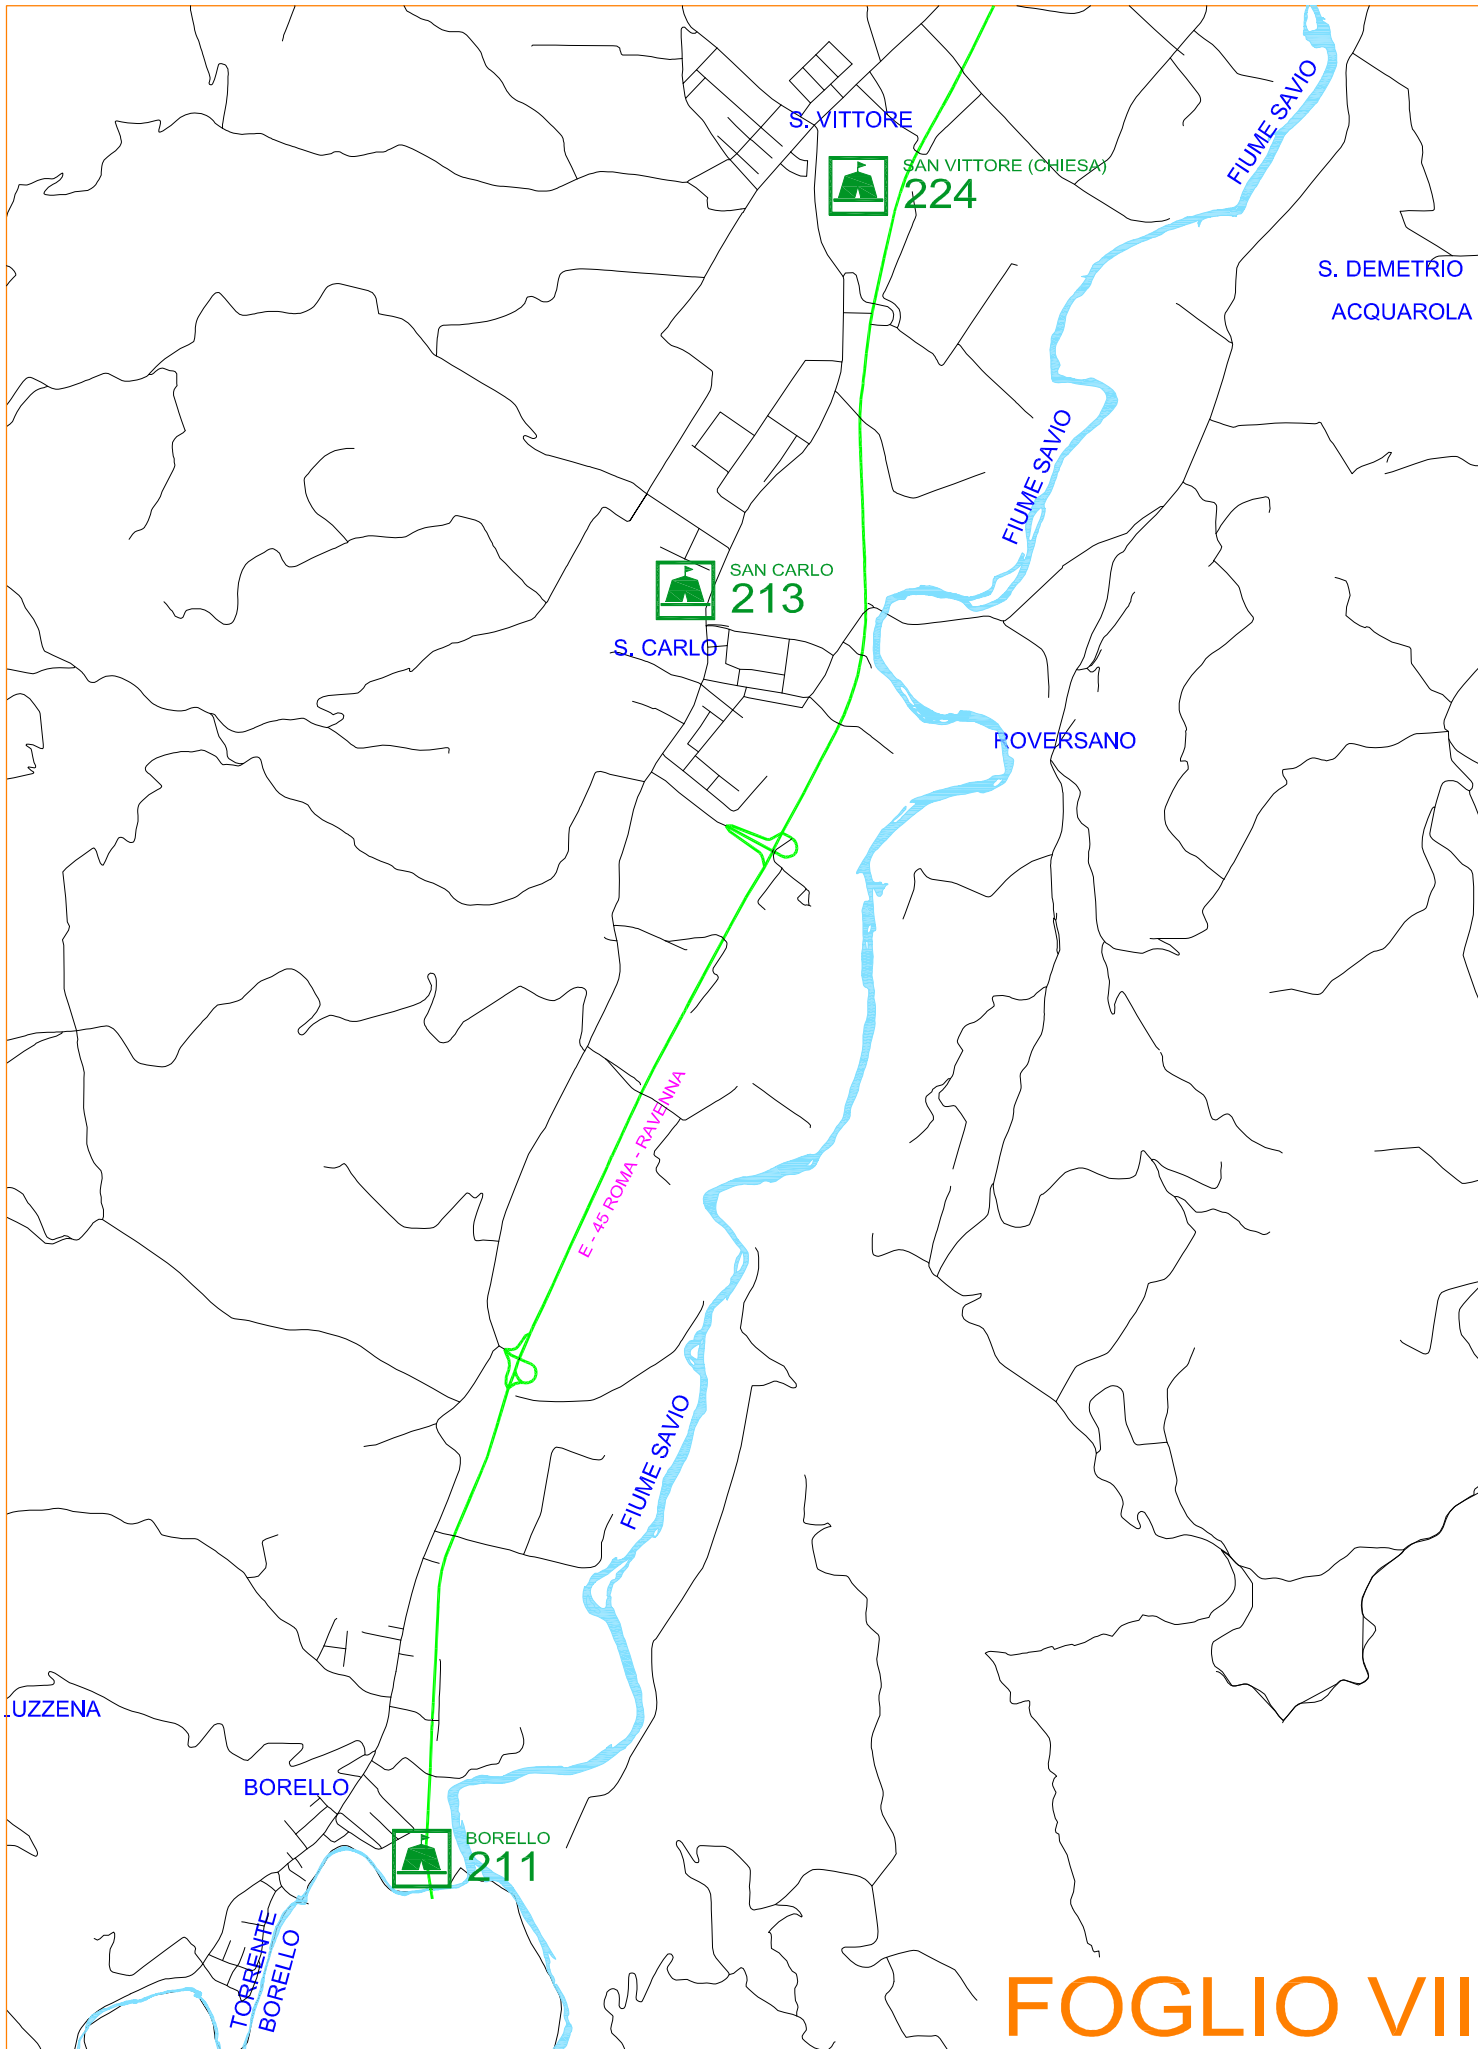 S. VITTORE
FIUME SAVIO
SAN VITTORE (CHIESA)
224
S. DEMETRIO
ACQUAROLA
FIUME SAVIO
SAN CARLO
213
S. CARLO
ROVERSANO
E - 45 ROMA - RAVENNA
FIUME SAVIO
LUZZENA
BORELLO
BORELLO
211
TORRENTE
BORELLO
FOGLIO VII